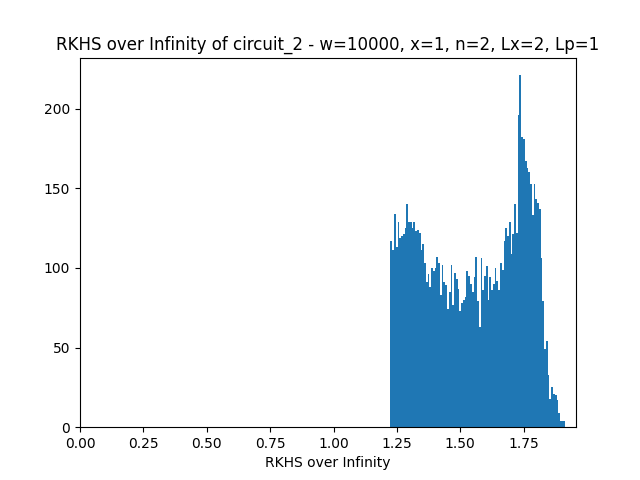 RKHS over Infinity of circuit_2 - w=10000, x=1, n=2, Lx=2, Lp=1
200
150
100
50
0
0.00 0.25 0.50 0.75 1.00 1.25 1.50 1.75
RKHS over Infinity